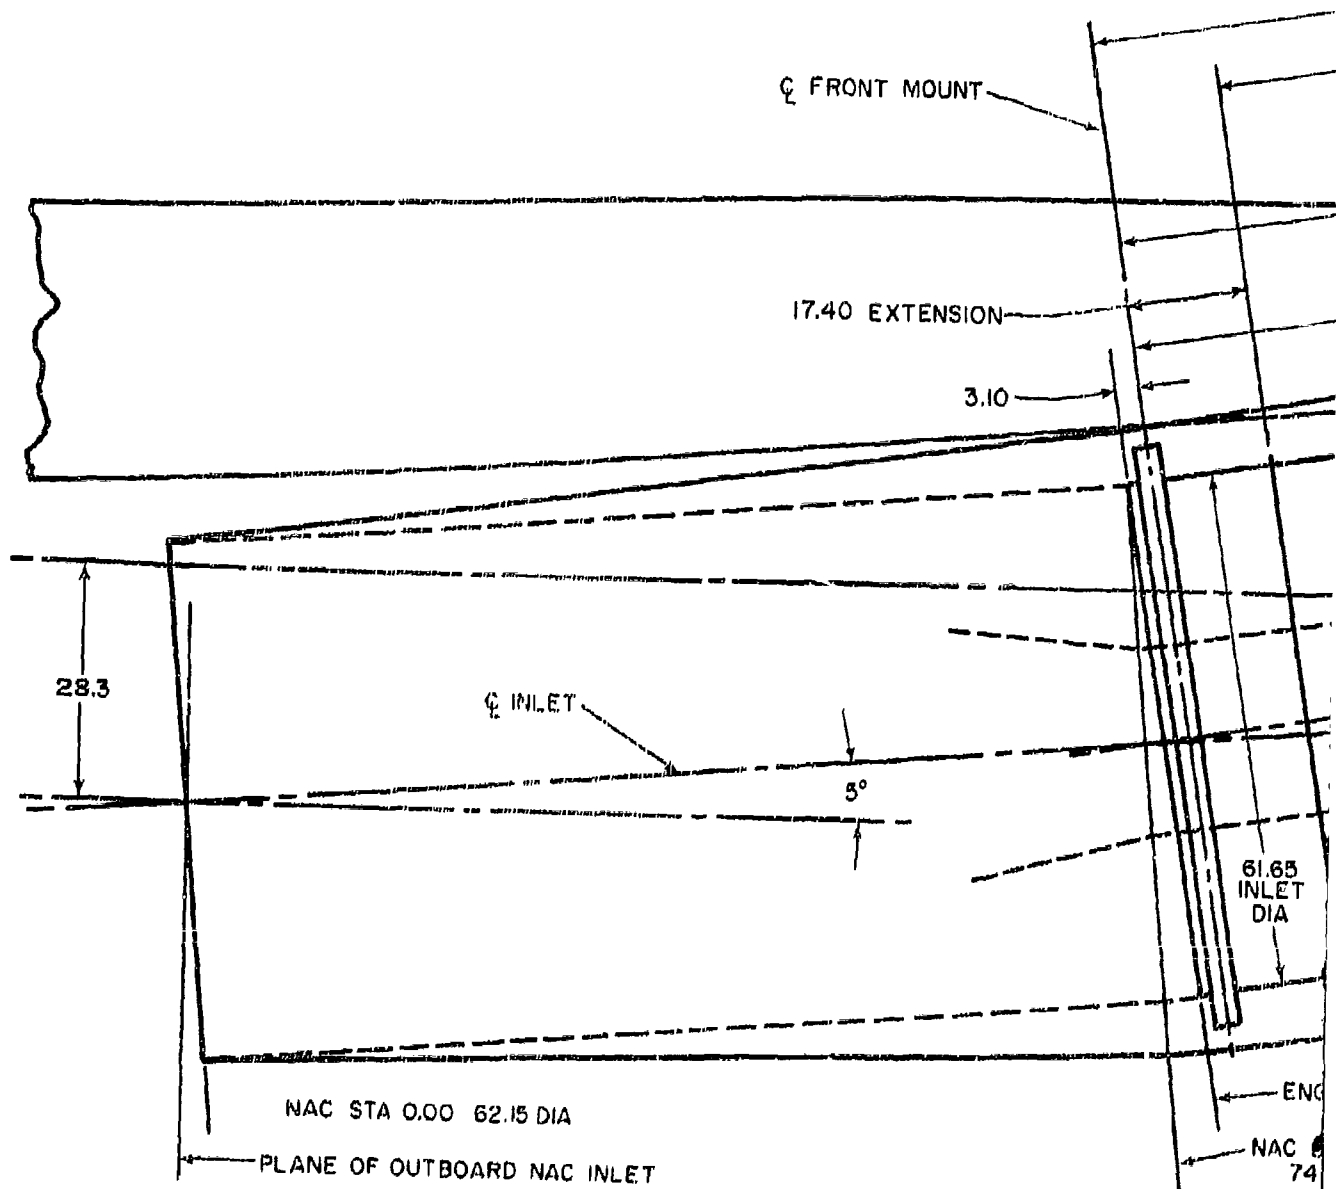 ℄ FRONT MOUNT
17.40 EXTENSION
3.10
28.3
℄ INLET
5°
61.65
INLET
DIA
NAC STA 0.00 62.15 DIA
ENG
PLANE OF OUTBOARD NAC INLET
NAC
74